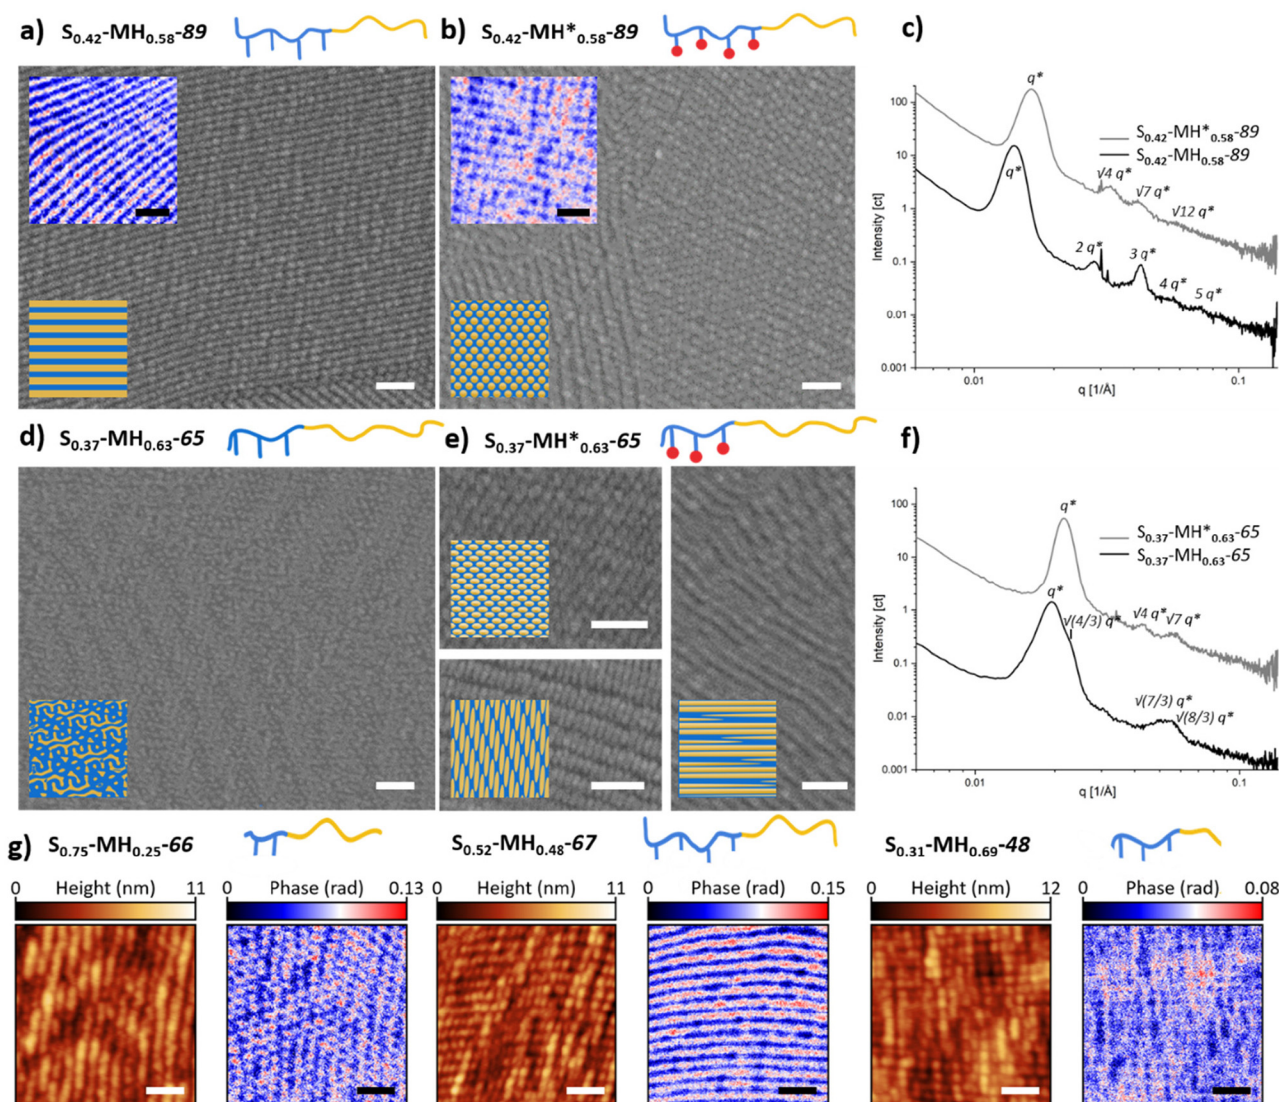 a) S0.42-MH0.58-89
b) S0.42-MH*0.58-89
c)
q*
100
S0.42-MH*0.58-89
S0.42-MH0.58-89
10
q*
√4 q*
√7 q*
√12 q*
1
2 q*
3 q*
4 q*
5 q*
0.1
0.01
0.001
Intensity [ct]
0.01
0.1
q [1/Å]
d) S0.37-MH0.63-65
e) S0.37-MH*0.63-65
f)
q*
100
S0.37-MH*0.63-65
S0.37-MH0.63-65
10
q*
1
√(4/3) q*
√4 q*
√7 q*
0.1
√(7/3) q*
√(8/3) q*
0.01
0.001
Intensity [ct]
0.01
0.1
q [1/Å]
g) S0.75-MH0.25-66
S0.52-MH0.48-67
S0.31-MH0.69-48
0 Height (nm) 11
0 Phase (rad) 0.13
0 Height (nm) 11
0 Phase (rad) 0.15
0 Height (nm) 12
0 Phase (rad) 0.08